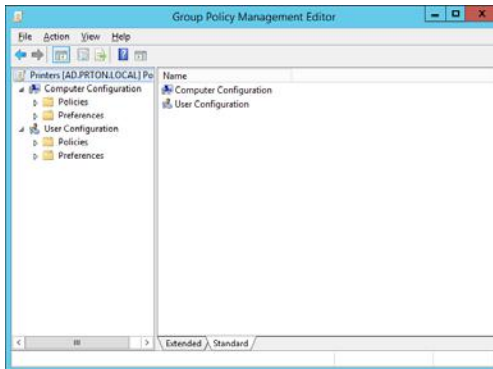 Group Policy Management Editor
File Action View Help
Printers [AD.PRTON.LOCAL] Po
Computer Configuration
Policies
Preferences
User Configuration
Policies
Preferences
Name
Computer Configuration
User Configuration
Extended Standard